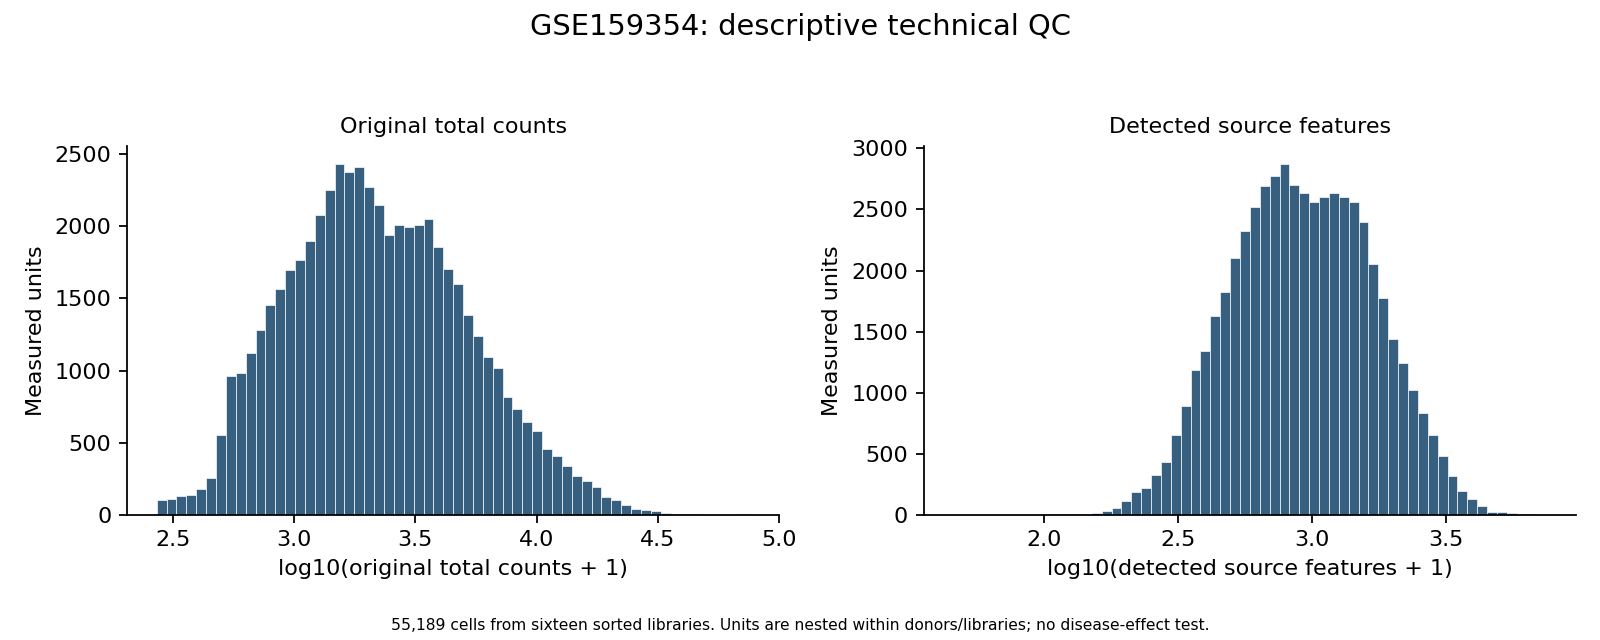 GSE159354: descriptive technical QC
Original total counts
Measured units
2500
2000
1500
1000
500
0
2.5 3.0 3.5 4.0 4.5 5.0
log10(original total counts + 1)
Detected source features
Measured units
3000
2500
2000
1500
1000
500
0
2.0 2.5 3.0 3.5
log10(detected source features + 1)
55,189 cells from sixteen sorted libraries. Units are nested within donors/libraries; no disease-effect test.